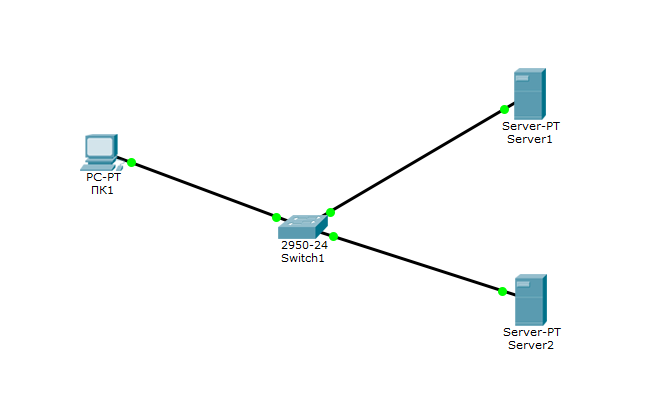 Server-PT
Server1
PC-PT
ПК1
2950-24
Switch1
Server-PT
Server2